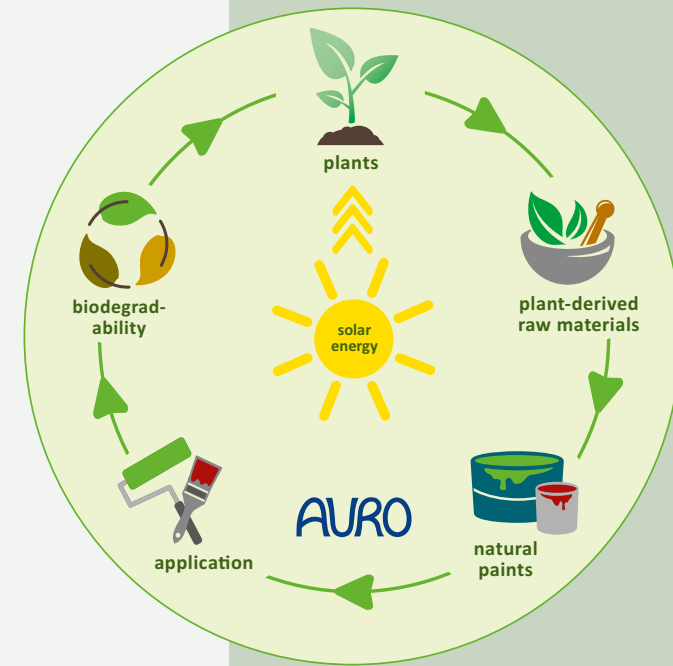 plants
plant-derived
raw materials
natural
paints
application
biodegrad-
ability
solar
energy
AURO